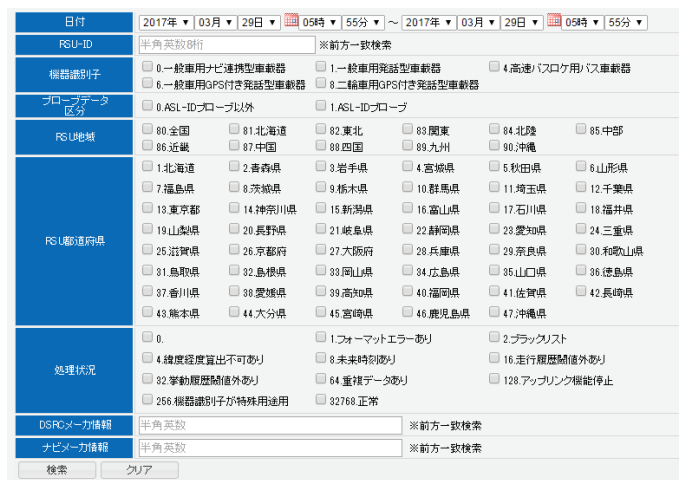 日付 2017年 03月 29日 05時 55分 ～ 2017年 03月 29日 05時 55分
RSU-ID 半角英数8桁 ※前方一致検索
機器識別子 0.一般車用ナビ連携型車載器 1.一般車用発話型車載器 4.高速バスロケ用バス車載器
6.一般車用GPS付き発話型車載器 8.二輪車用GPS付き発話型車載器
プローブデータ
区分 0.ASL-IDプローブ以外 1.ASL-IDプローブ
RSU地域 80.全国 81.北海道 82.東北 83.関東 84.北陸 85.中部
86.近畿 87.中国 88.四国 89.九州 90.沖縄
RSU都道府県 1.北海道 2.青森県 3.岩手県 4.宮城県 5.秋田県 6.山形県
7.福島県 8.茨城県 9.栃木県 10.群馬県 11.埼玉県 12.千葉県
13.東京都 14.神奈川県 15.新潟県 16.富山県 17.石川県 18.福井県
19.山梨県 20.長野県 21.岐阜県 22.静岡県 23.愛知県 24.三重県
25.滋賀県 26.京都府 27.大阪府 28.兵庫県 29.奈良県 30.和歌山県
31.鳥取県 32.島根県 33.岡山県 34.広島県 35.山口県 36.徳島県
37.香川県 38.愛媛県 39.高知県 40.福岡県 41.佐賀県 42.長崎県
43.熊本県 44.大分県 45.宮崎県 46.鹿児島県 47.沖縄県
処理状況 0. 1.フォーマットエラーあり 2.ブラックリスト
4.緯度経度算出不可あり 8.未来時刻あり 16.走行履歴閾値外あり
32.挙動履歴閾値外あり 64.重複データあり 128.アップリンク機能停止
256.機器識別子が特殊用途用 32768.正常
DSRCメーカ情報 半角英数 ※前方一致検索
ナビメーカ情報 半角英数 ※前方一致検索
検索 クリア